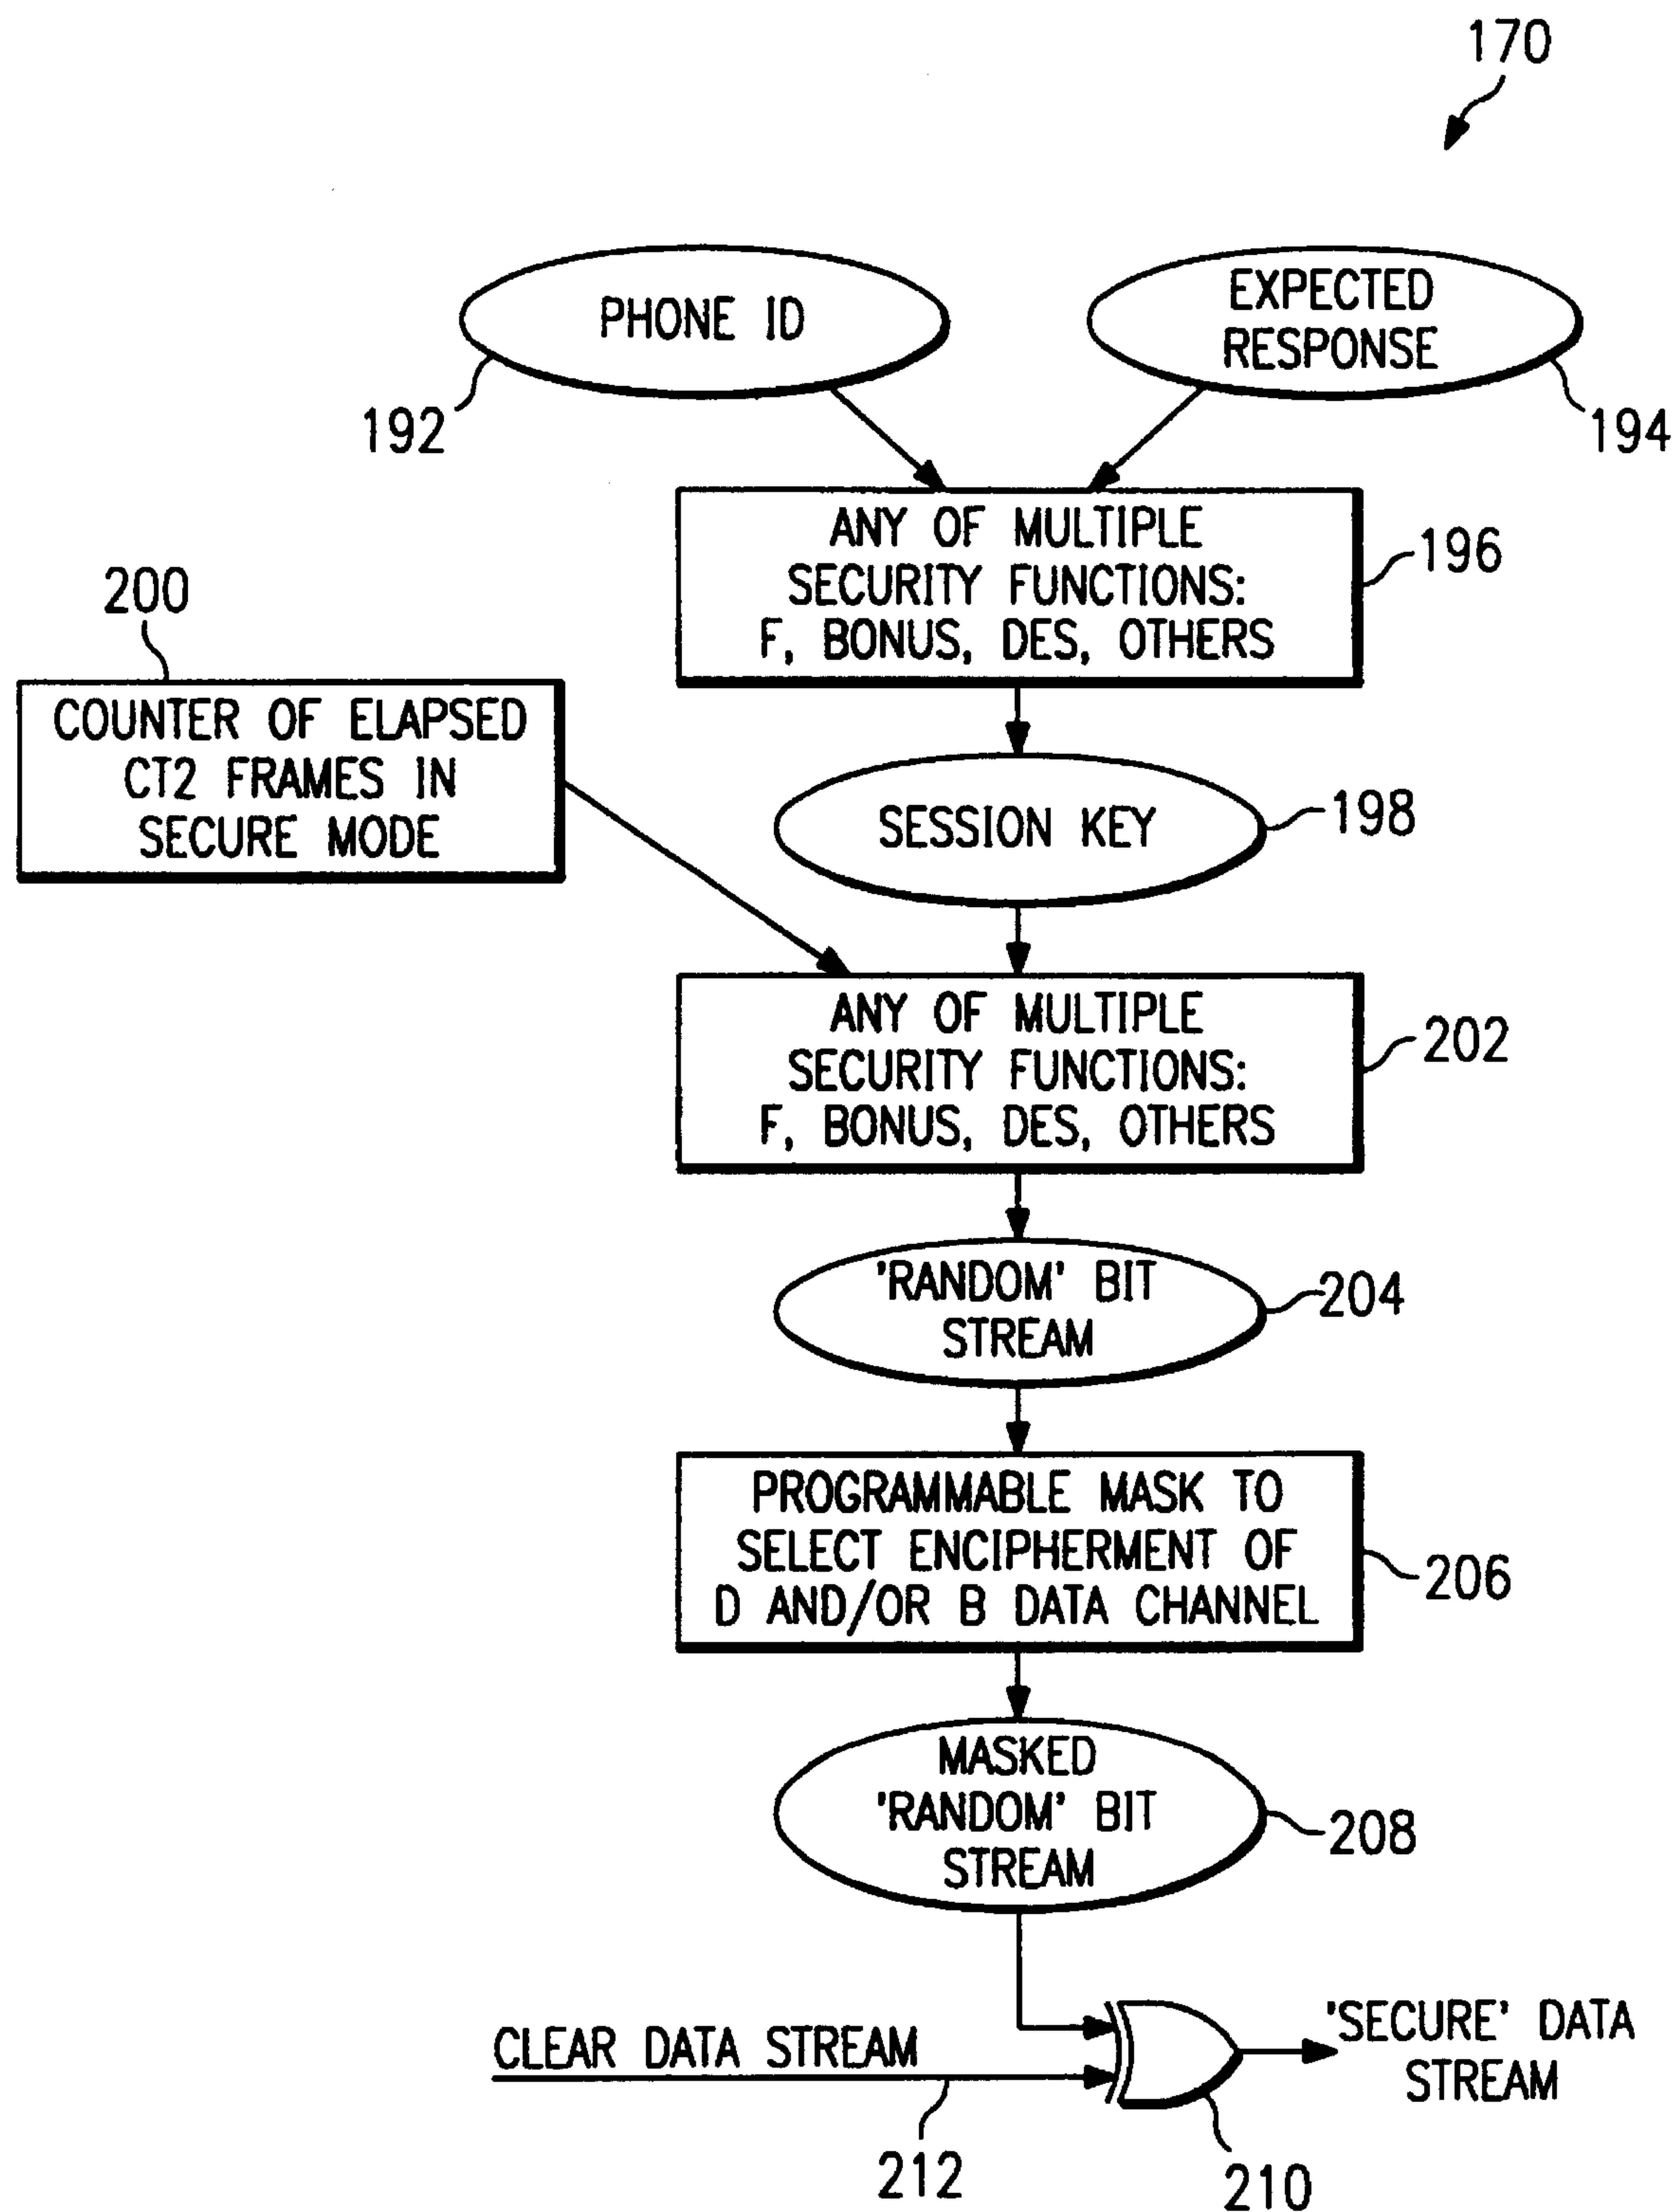 170
PHONE ID
EXPECTED
RESPONSE
192
194
ANY OF MULTIPLE
SECURITY FUNCTIONS:
F, BONUS, DES, OTHERS
196
200
COUNTER OF ELAPSED
CT2 FRAMES IN
SECURE MODE
SESSION KEY
198
ANY OF MULTIPLE
SECURITY FUNCTIONS:
F, BONUS, DES, OTHERS
202
'RANDOM' BIT
STREAM
204
PROGRAMMABLE MASK TO
SELECT ENCIPHERMENT OF
D AND/OR B DATA CHANNEL
206
MASKED
'RANDOM' BIT
STREAM
208
CLEAR DATA STREAM
'SECURE' DATA
STREAM
212
210